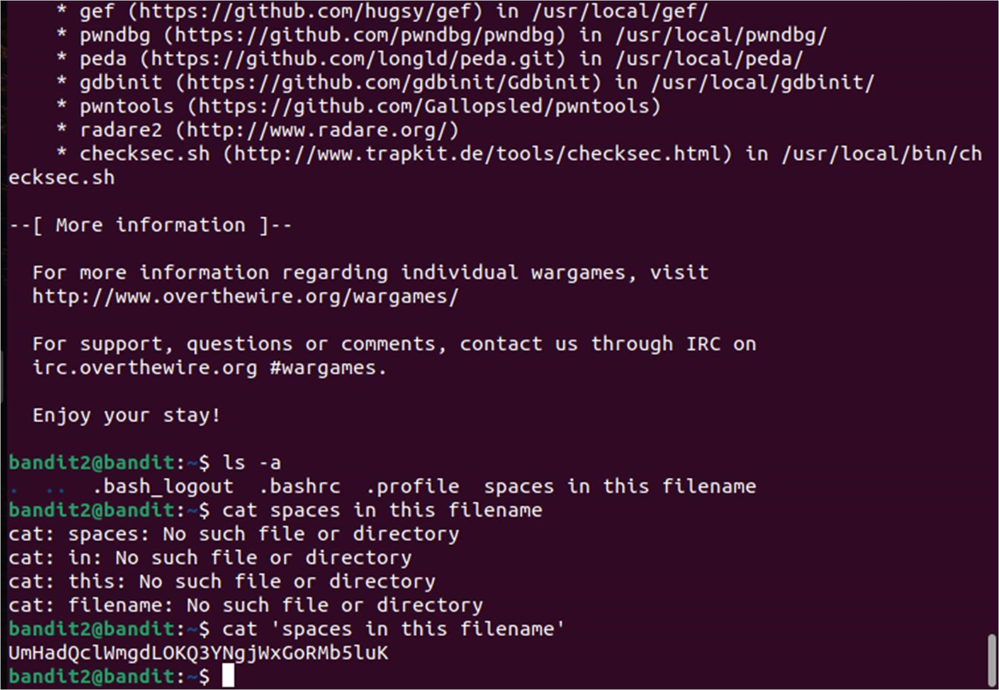 * gef (https://github.com/hugsy/gef) in /usr/local/gef/
* pwndbg (https://github.com/pwndbg/pwndbg) in /usr/local/pwndbg/
* peda (https://github.com/longld/peda.git) in /usr/local/peda/
* gdbinit (https://github.com/gdbinit/Gdbinit) in /usr/local/gdbinit/
* pwntools (https://github.com/Gallopsled/pwntools)
* radare2 (http://www.radare.org/)
* checksec.sh (http://www.trapkit.de/tools/checksec.html) in /usr/local/bin/ch
ecksec.sh
--[ More information ]--
For more information regarding individual wargames, visit
http://www.overthewire.org/wargames/
For support, questions or comments, contact us through IRC on
irc.overthewire.org #wargames.
Enjoy your stay!
bandit2@bandit:~$ ls -a
.  ..  .bash_logout  .bashrc  .profile  spaces in this filename
bandit2@bandit:~$ cat spaces in this filename
cat: spaces: No such file or directory
cat: in: No such file or directory
cat: this: No such file or directory
cat: filename: No such file or directory
bandit2@bandit:~$ cat 'spaces in this filename'
UmHadQclWmgdLOKQ3YNgjWxGoRMb5luK
bandit2@bandit:~$